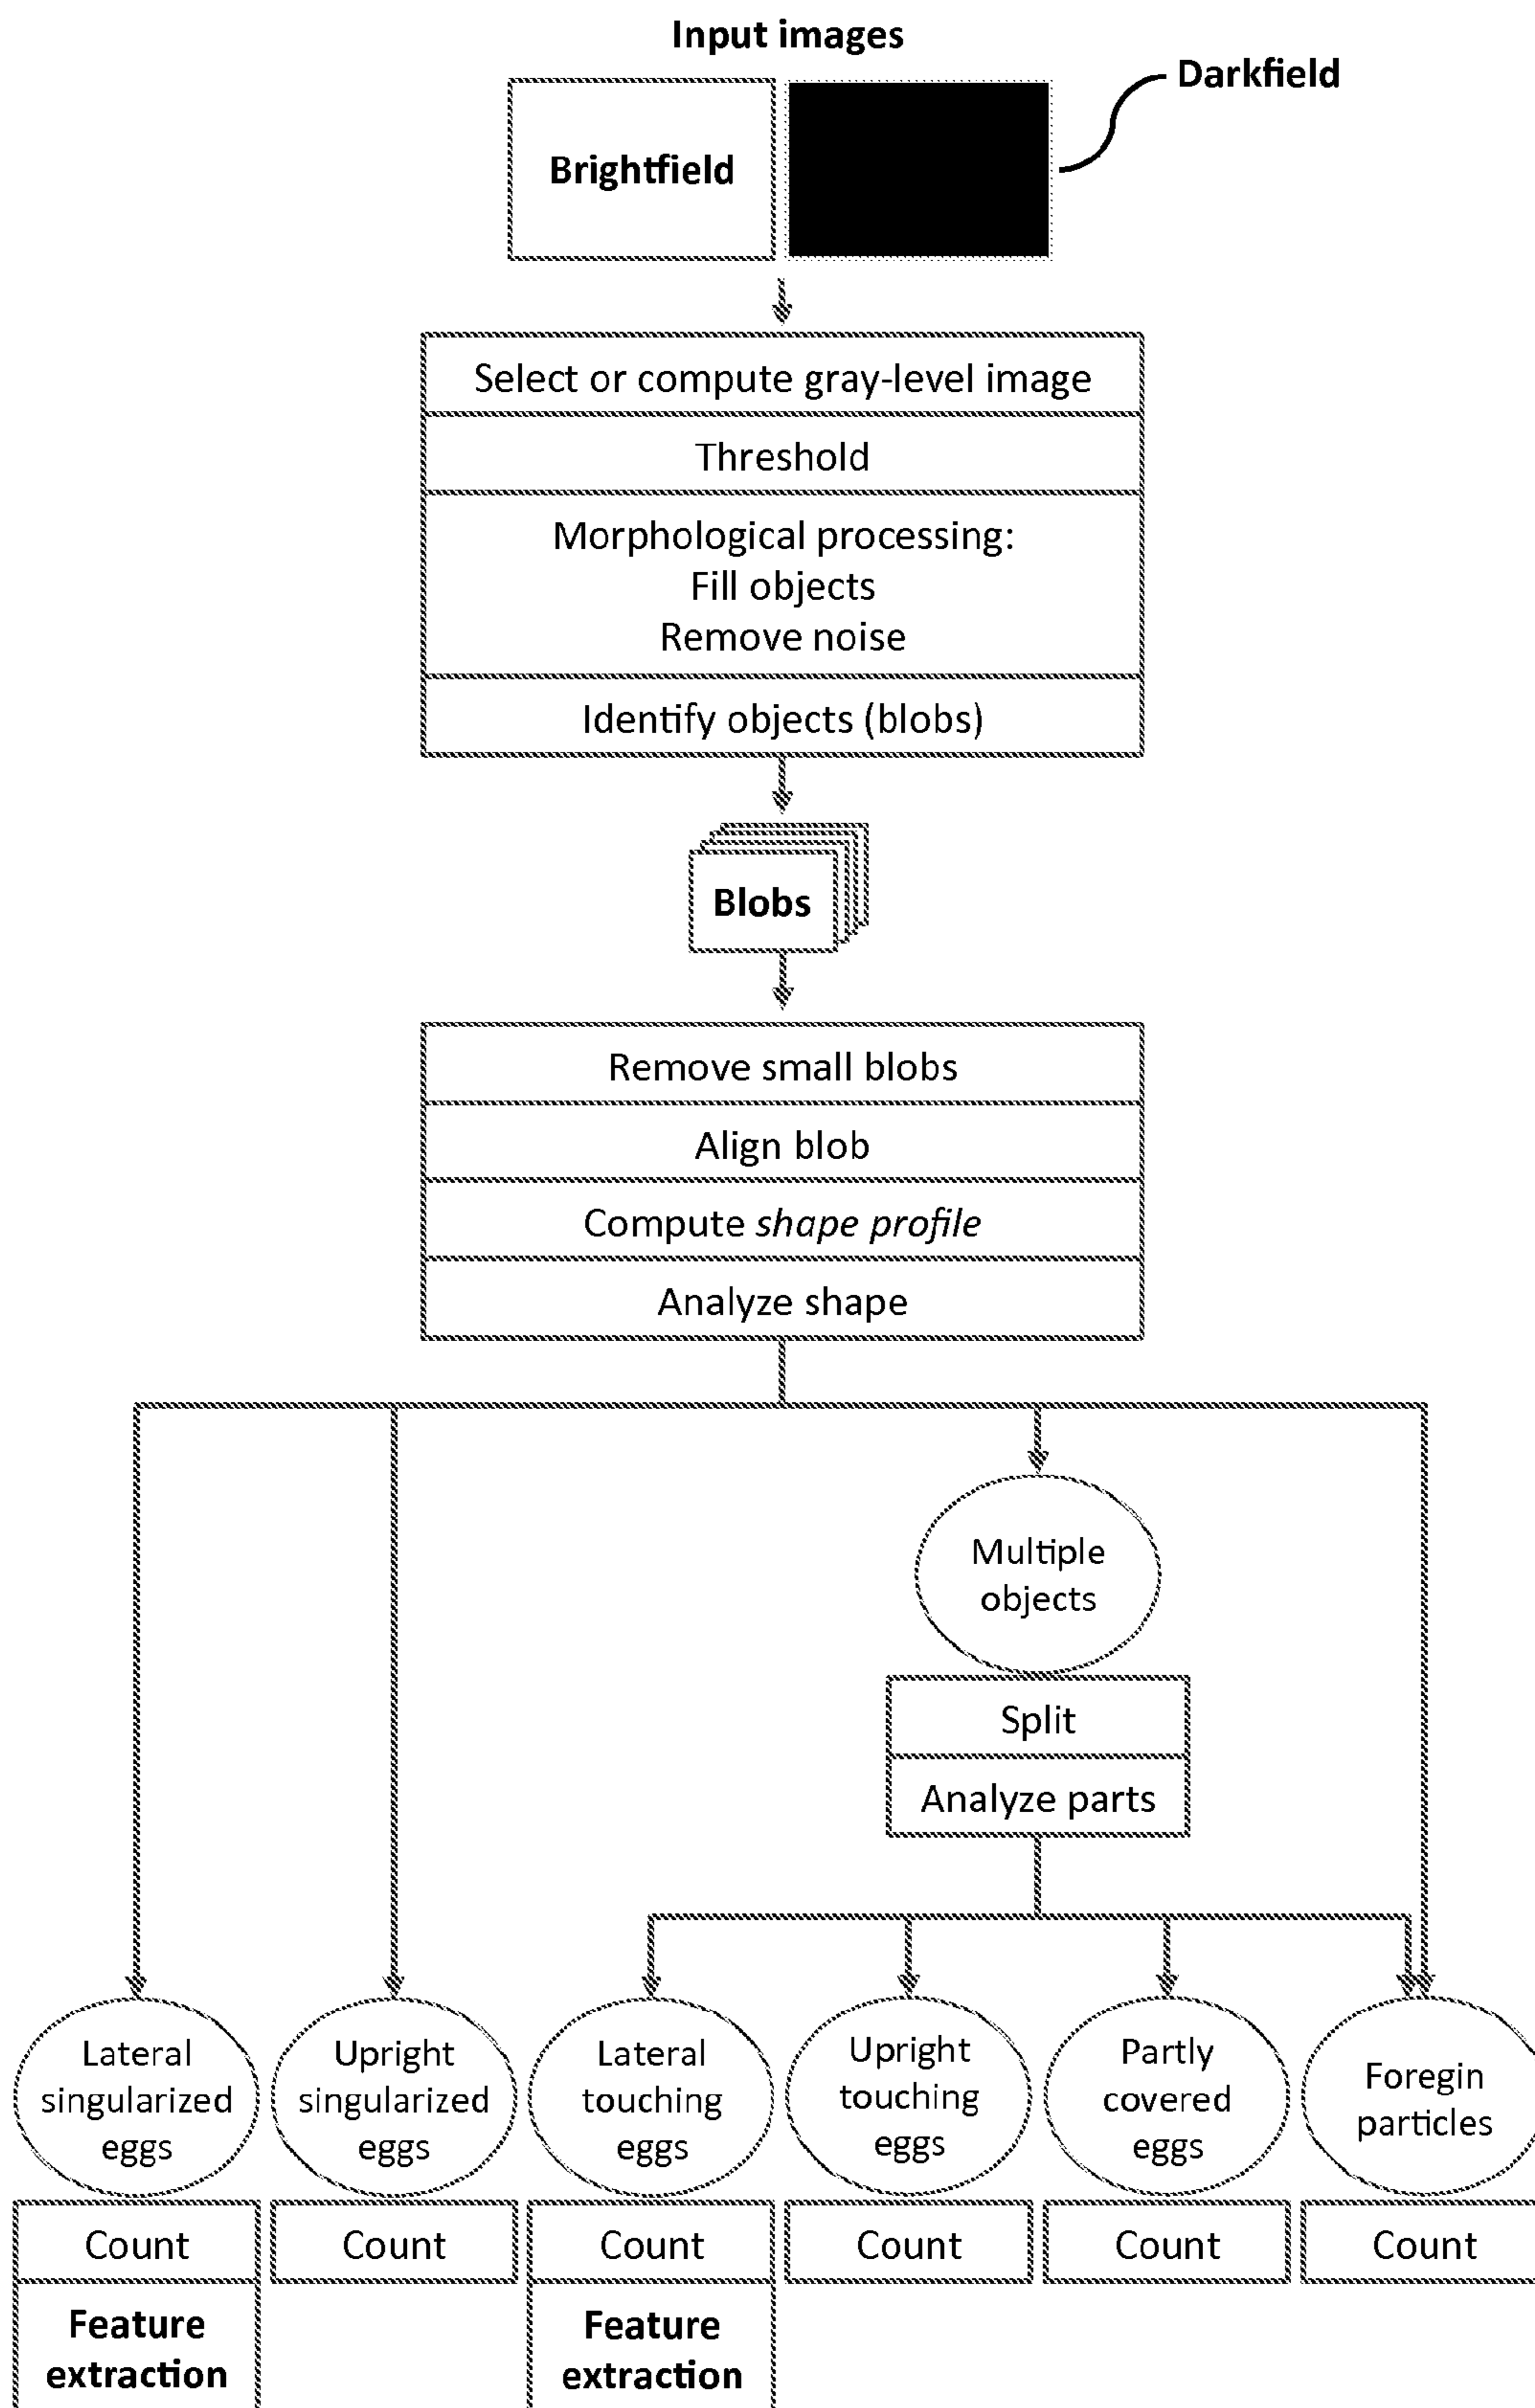 Input images
Darkfield
Brightfield
Select or compute gray-level image
Threshold
Morphological processing:
Fill objects
Remove noise
Identify objects (blobs)
Blobs
Remove small blobs
Align blob
Compute shape profile
Analyze shape
Multiple
objects
Split
Analyze parts
Lateral
singularized
eggs
Upright
singularized
eggs
Lateral
touching
eggs
Upright
touching
eggs
Partly
covered
eggs
Foregin
particles
Count
Count
Count
Count
Count
Count
Feature
extraction
Feature
extraction